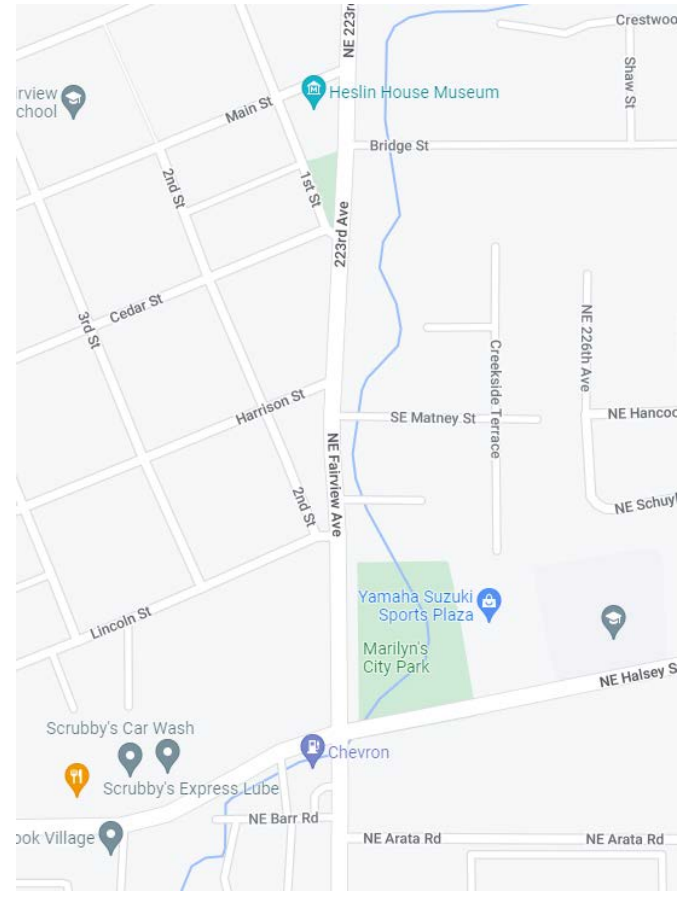 NE 223r
Crestwoo
Shaw St
rview
chool
Heslin House Museum
Main St
Bridge St
2nd St
1st St
223rd Ave
Cedar St
3rd St
NE 226th Ave
Creekside Terrace
Harrison St
SE Matney St
NE Hancoc
NE Fairview Ave
2nd St
NE Schuyl
Yamaha Suzuki
Sports Plaza
Lincoln St
Marilyn's
City Park
NE Halsey S
Scrubby's Car Wash
Chevron
Scrubby's Express Lube
NE Barr Rd
ook Village
NE Arata Rd
NE Arata Rd